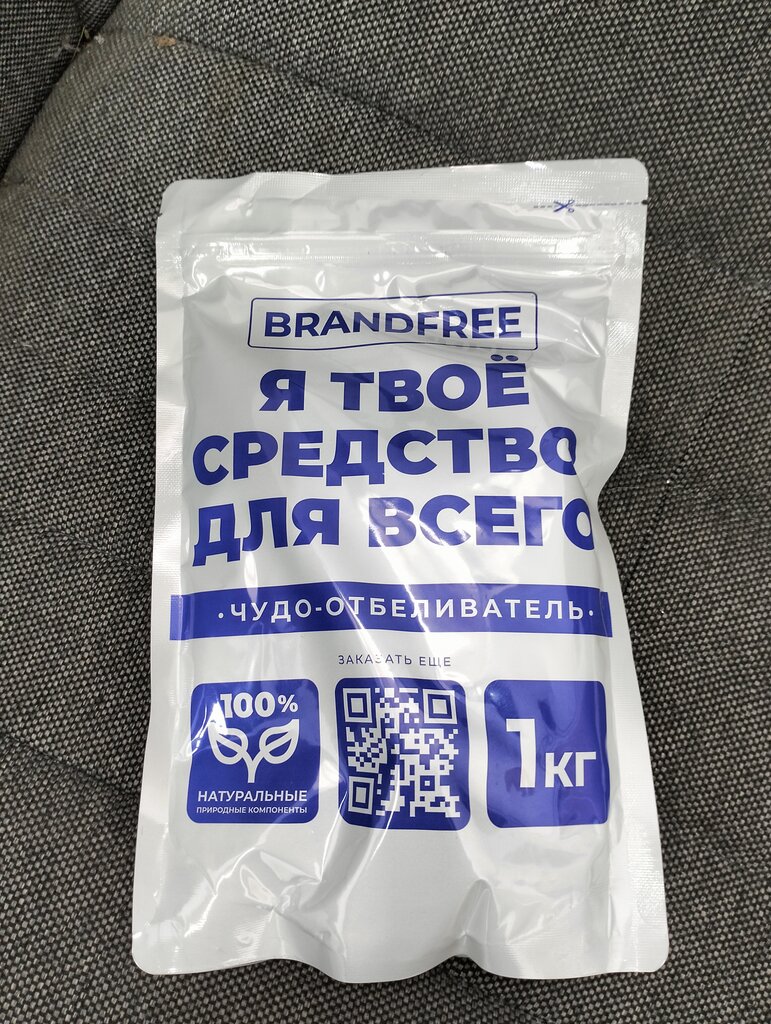 BRANDFREE
Я ТВОЁ
СРЕДСТВО
ДЛЯ ВСЕГО
·ЧУДО-ОТБЕЛИВАТЕЛЬ·
ЗАКАЗАТЬ ЕЩЕ
100%
НАТУРАЛЬНЫЕ
ПРИРОДНЫЕ КОМПОНЕНТЫ
1КГ